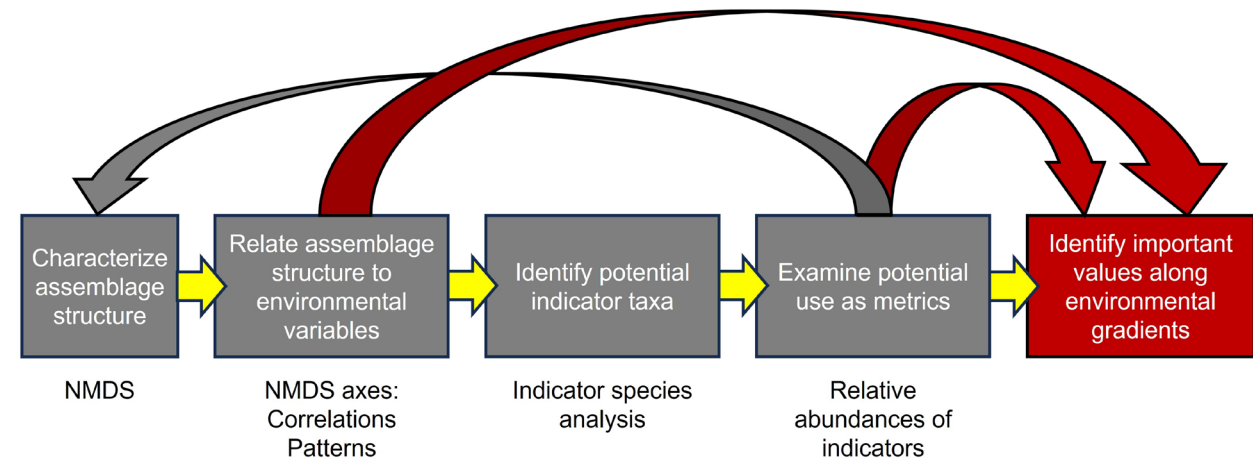 Characterize
assemblage
structure
Relate assemblage
structure to
environmental
variables
Identify potential
indicator taxa
Examine potential
use as metrics
Identify important
values along
environmental
gradients
NMDS
NMDS axes:
Correlations
Patterns
Indicator species
analysis
Relative
abundances of
indicators